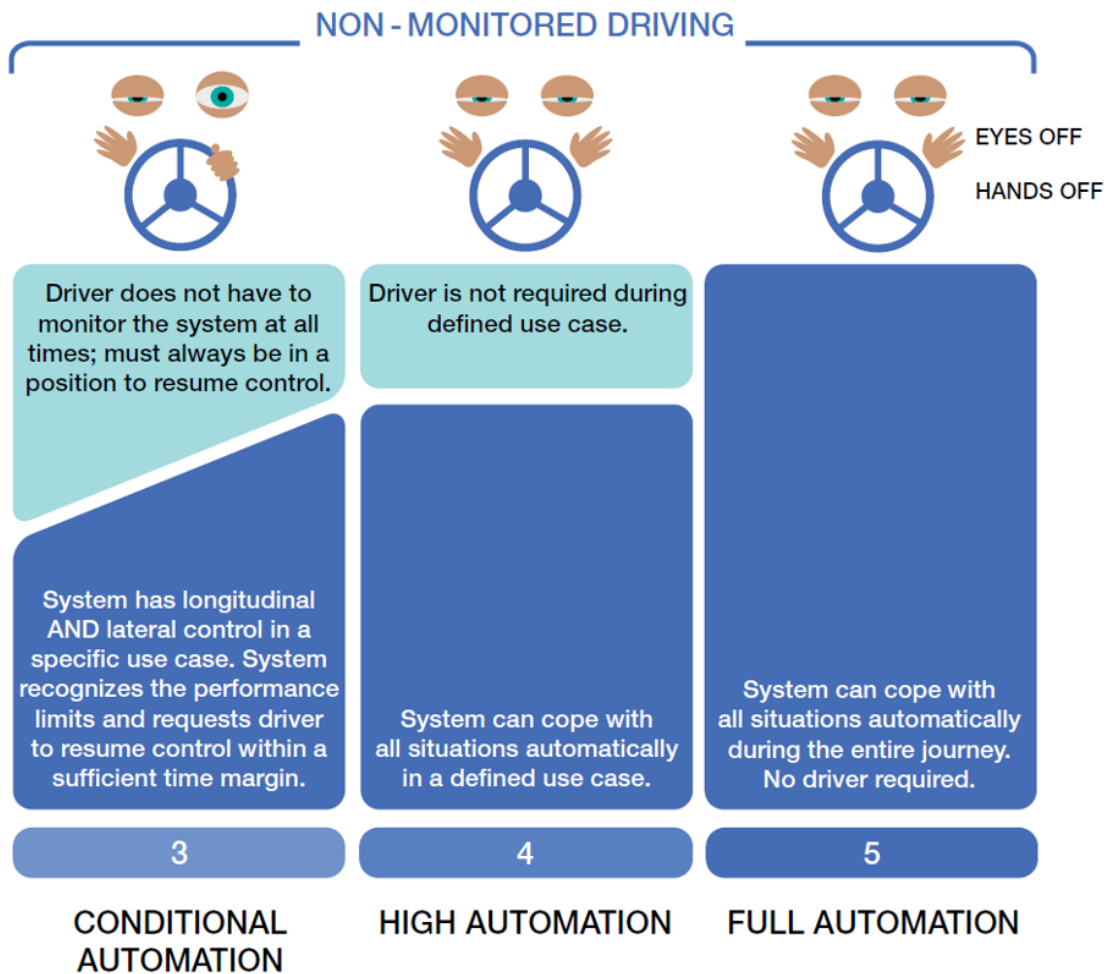 NON - MONITORED DRIVING
EYES OFF
HANDS OFF
Driver does not have to
monitor the system at all
times; must always be in a
position to resume control.
System has longitudinal
AND lateral control in a
specific use case. System
recognizes the performance
limits and requests driver
to resume control within a
sufficient time margin.
3
CONDITIONAL
AUTOMATION
Driver is not required during
defined use case.
System can cope with
all situations automatically
in a defined use case.
4
HIGH AUTOMATION
System can cope with
all situations automatically
during the entire journey.
No driver required.
5
FULL AUTOMATION